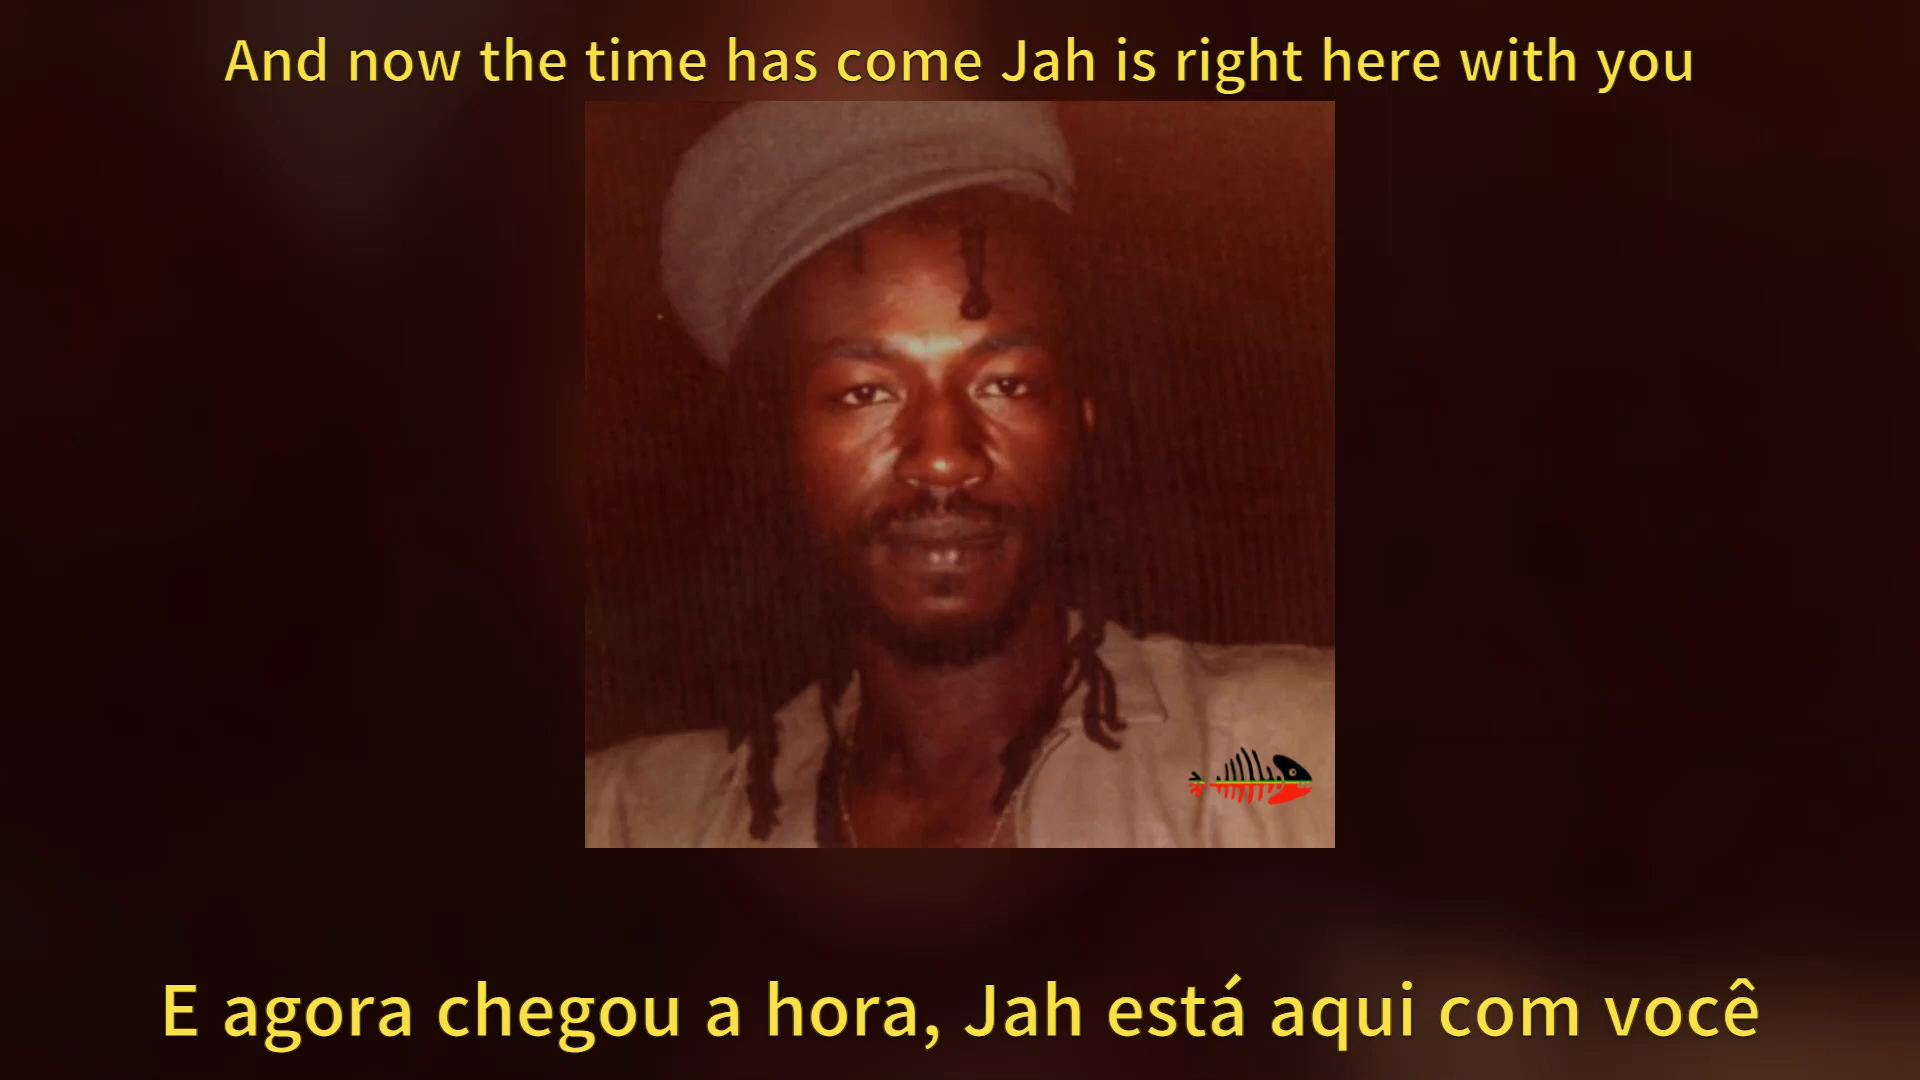 And now the time has come Jah is right here with you
E agora chegou a hora, Jah está aqui com você